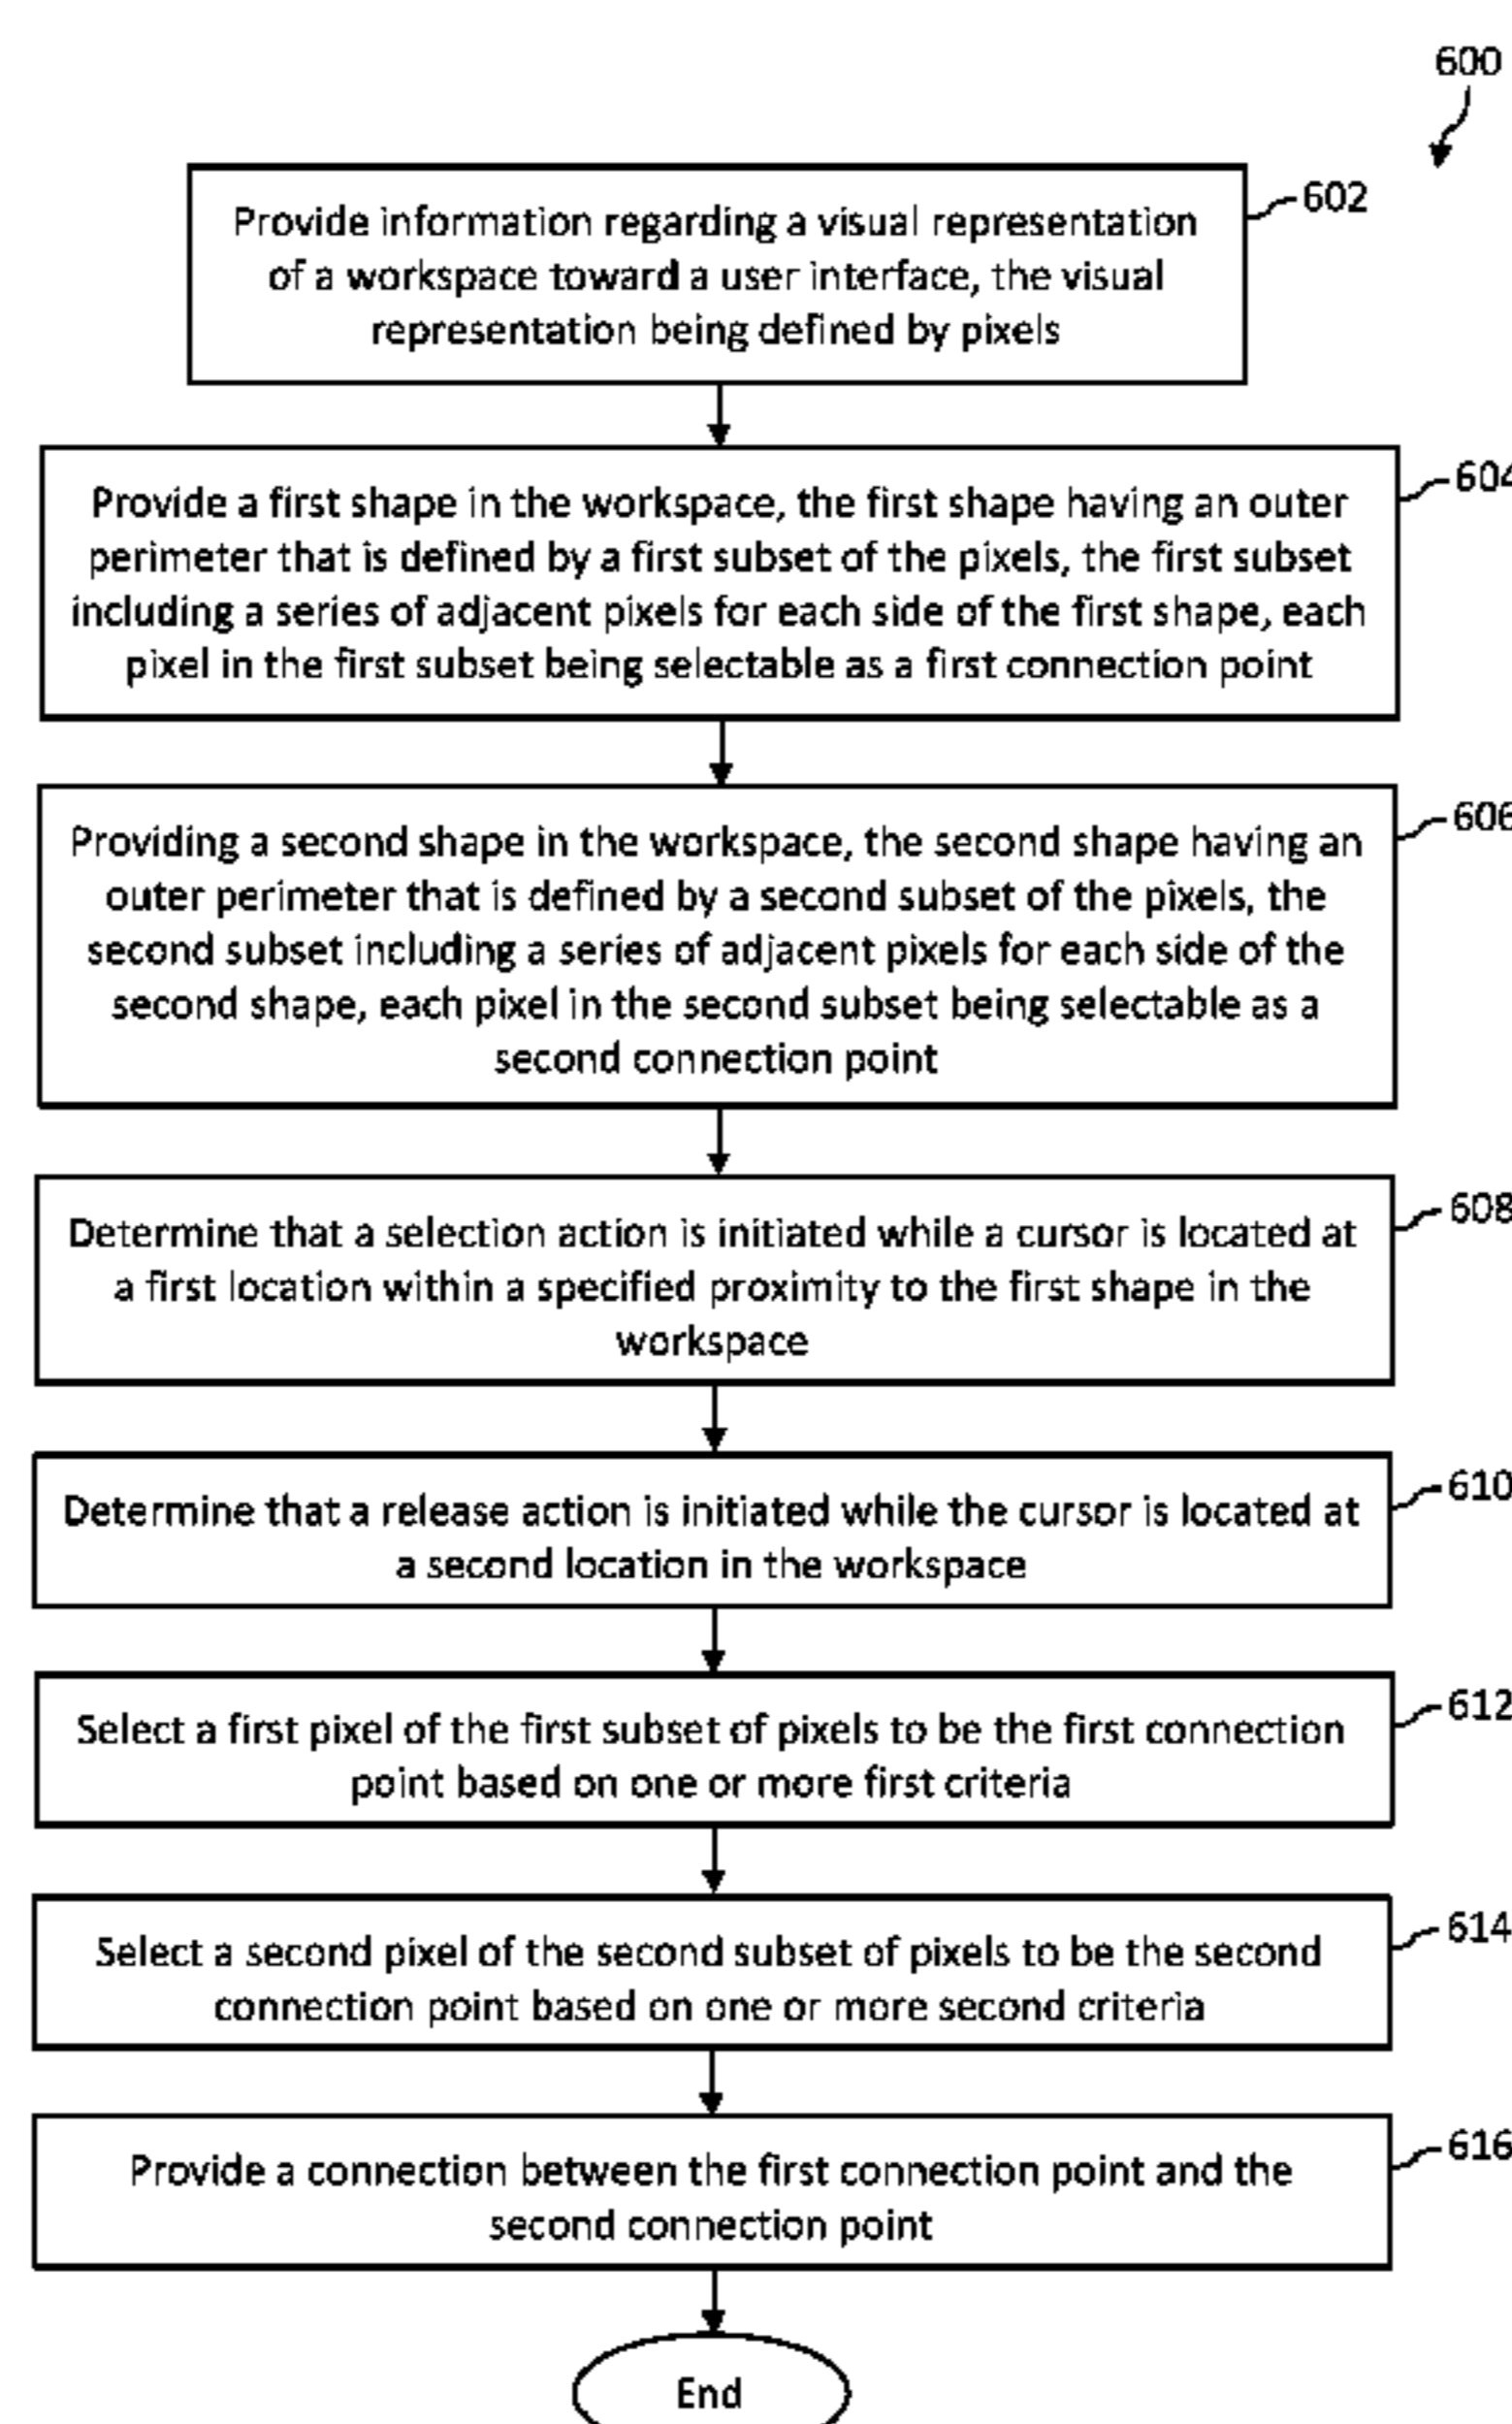 600
602
Provide information regarding a visual representation
of a workspace toward a user interface, the visual
representation being defined by pixels
604
Provide a first shape in the workspace, the first shape having an outer
perimeter that is defined by a first subset of the pixels, the first subset
including a series of adjacent pixels for each side of the first shape, each
pixel in the first subset being selectable as a first connection point
606
Providing a second shape in the workspace, the second shape having an
outer perimeter that is defined by a second subset of the pixels, the
second subset including a series of adjacent pixels for each side of the
second shape, each pixel in the second subset being selectable as a
second connection point
608
Determine that a selection action is initiated while a cursor is located at
a first location within a specified proximity to the first shape in the
workspace
610
Determine that a release action is initiated while the cursor is located at
a second location in the workspace
612
Select a first pixel of the first subset of pixels to be the first connection
point based on one or more first criteria
614
Select a second pixel of the second subset of pixels to be the second
connection point based on one or more second criteria
616
Provide a connection between the first connection point and the
second connection point
End